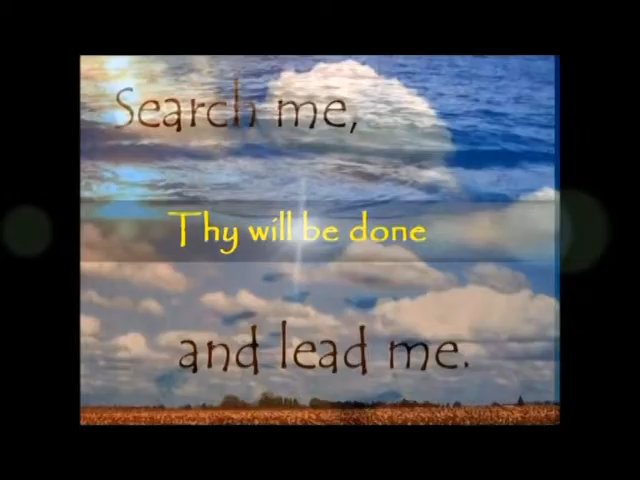 Search me,
Thy will be done
and lead me.